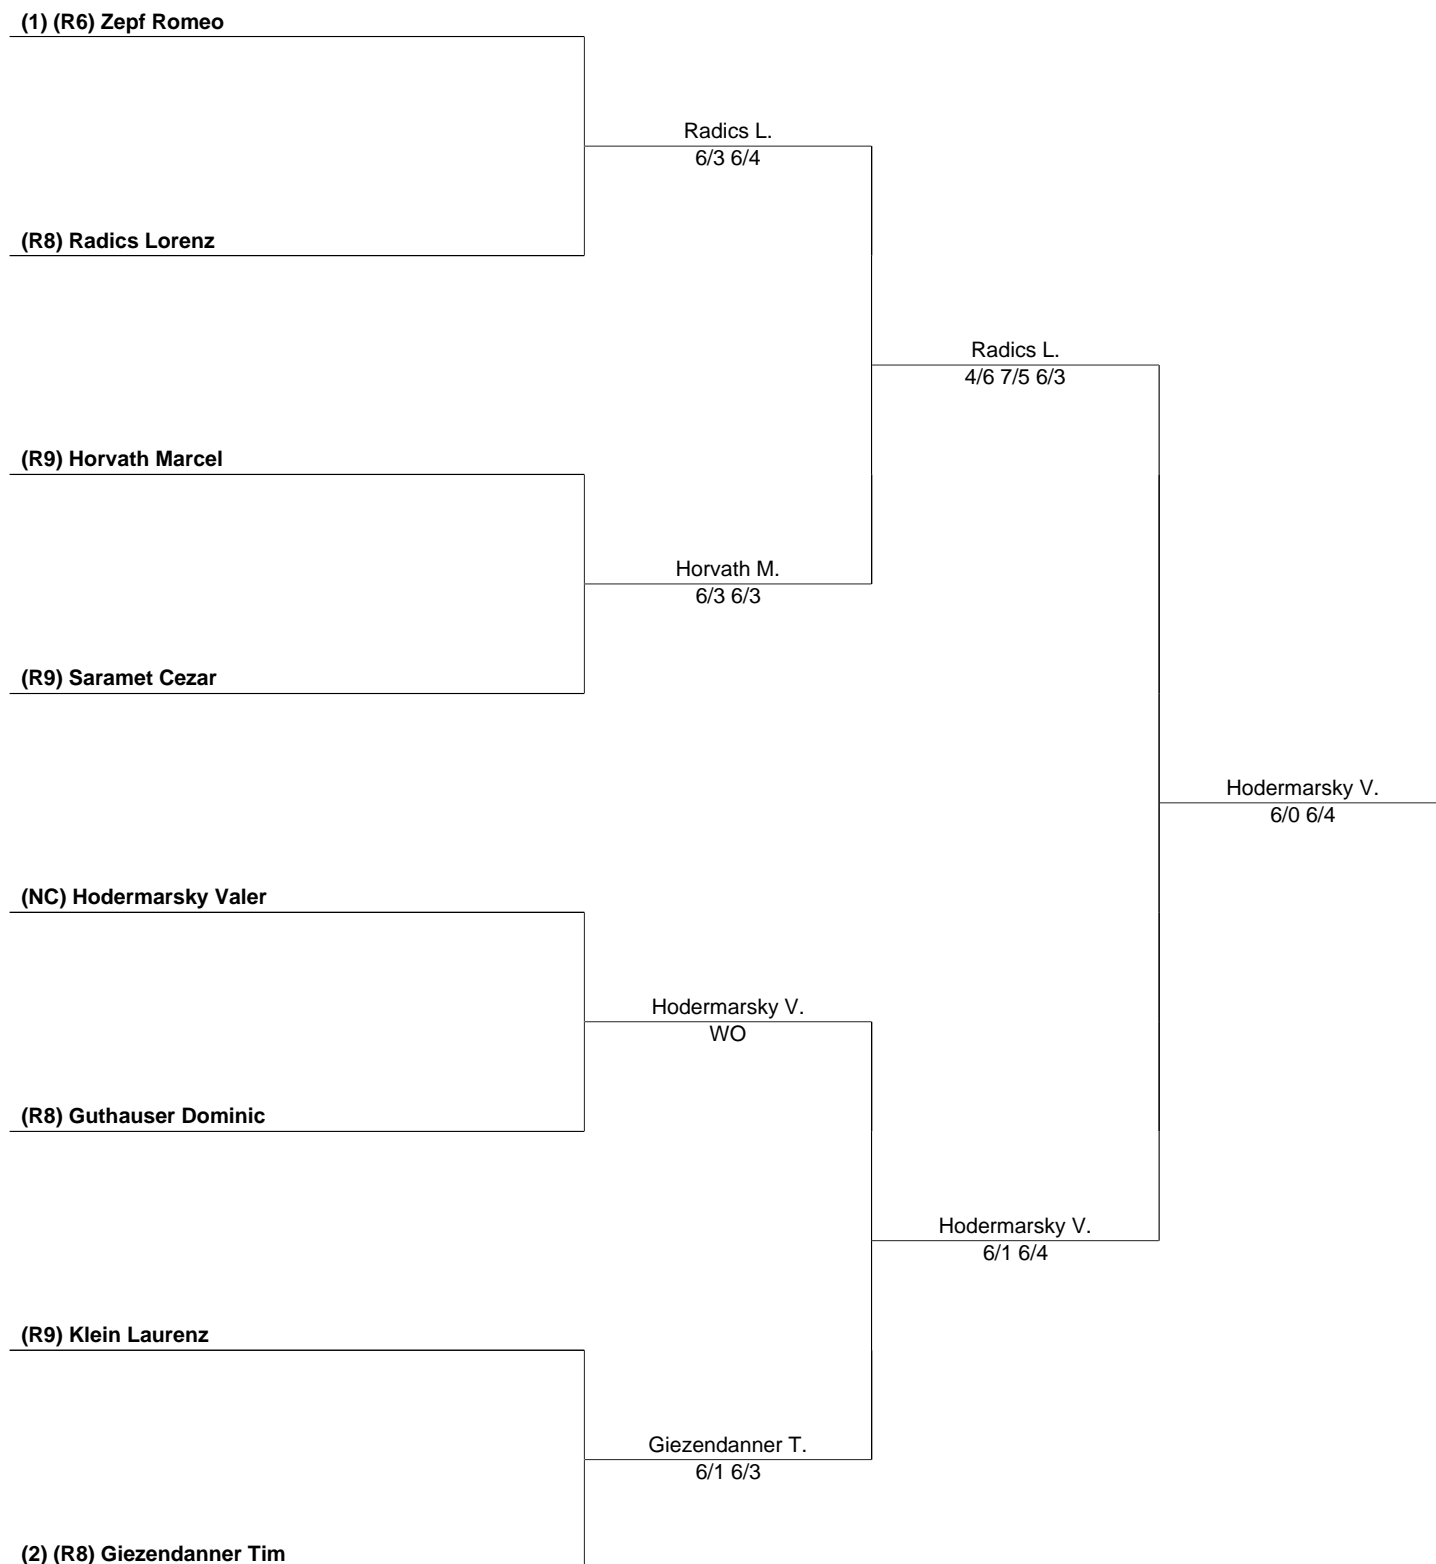 (1) (R6) Zepf Romeo
Radics L.
6/3 6/4
(R8) Radics Lorenz
Radics L.
4/6 7/5 6/3
(R9) Horvath Marcel
Horvath M.
6/3 6/3
(R9) Saramet Cezar
Hodermarsky V.
6/0 6/4
(NC) Hodermarsky Valer
Hodermarsky V.
WO
(R8) Guthauser Dominic
Hodermarsky V.
6/1 6/4
(R9) Klein Laurenz
Giezendanner T.
6/1 6/3
(2) (R8) Giezendanner Tim